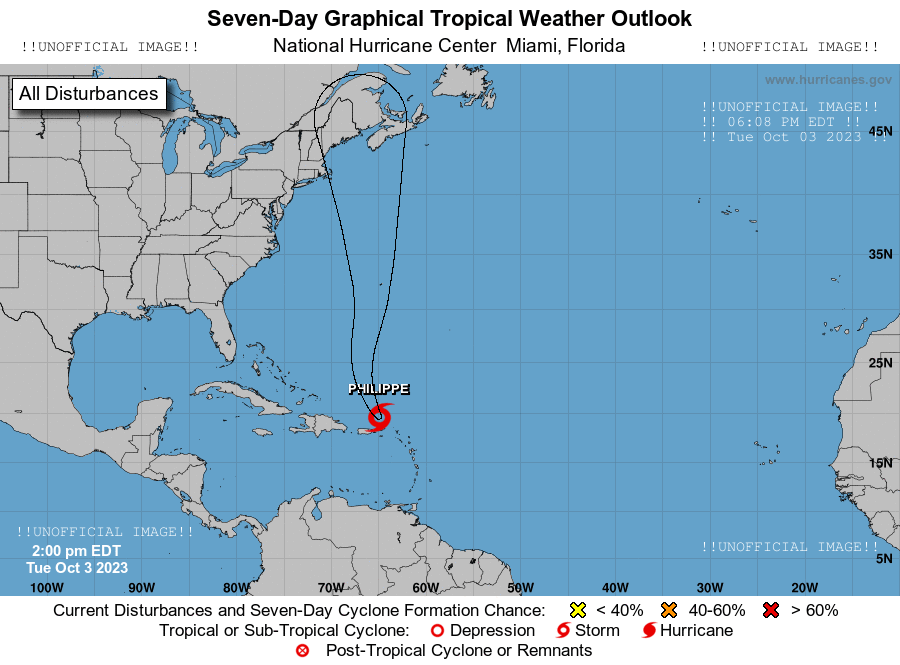 Seven-Day Graphical Tropical Weather Outlook
!!UNOFFICIAL IMAGE!! National Hurricane Center Miami, Florida !!UNOFFICIAL IMAGE!!
www.hurricanes.gov
All Disturbances
!!UNOFFICIAL IMAGE!!
!! 06:08 PM EDT !!
!! Tue Oct 03 2023 !!
45N
35N
25N
PHILIPPE
15N
!!UNOFFICIAL IMAGE!!
2:00 pm EDT
Tue Oct 3 2023
!!UNOFFICIAL IMAGE!!
5N
100W 90W 80W 70W 60W 50W 40W 30W 20W
Current Disturbances and Seven-Day Cyclone Formation Chance: < 40% 40-60% > 60%
Tropical or Sub-Tropical Cyclone: Depression Storm Hurricane
Post-Tropical Cyclone or Remnants